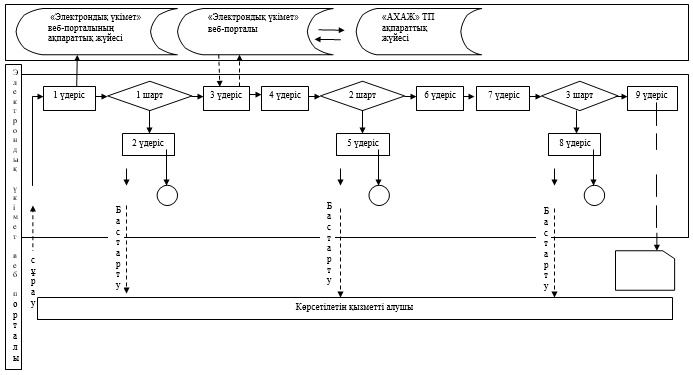 «Электрондық үкімет»
веб-порталының
ақпараттық жүйесі
«Электрондық үкімет»
веб-порталы
«АХАЖ» ТП
ақпараттық
жүйесі
Электрондық үкімет веб порталы
1 үдеріс
1 шарт
3 үдеріс
4 үдеріс
2 шарт
6 үдеріс
7 үдеріс
3 шарт
9 үдеріс
2 үдеріс
5 үдеріс
8 үдеріс
сұрау
Бастарту
Бастарту
Бастарту
Көрсетілетін қызметті алушы